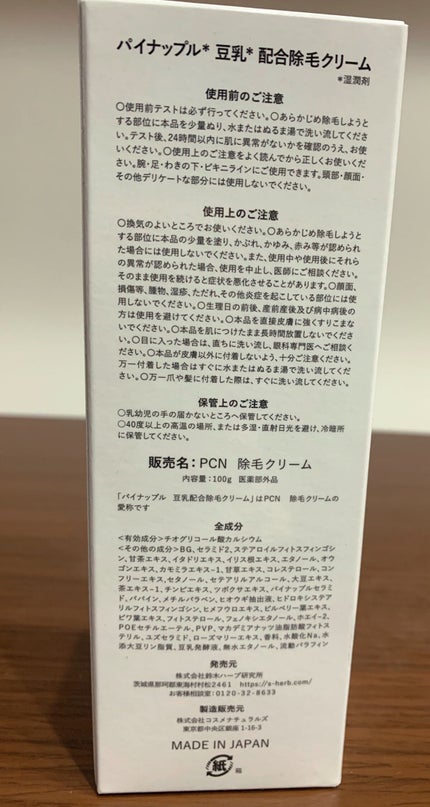 パイナップル* 豆乳* 配合除毛クリーム
*湿潤剤
使用前のご注意
〇使用前テストは必ず行ってください。〇あらかじめ除毛しようと
する部位に本品を少量ぬり、水またはぬるま湯で洗い流してくださ
い。テスト後、24時間以内に肌に異常がないかを確認のうえ、お使
いください。〇使用上のご注意をよく読んでから正しくお使いくだ
さい。腕・足・わきの下・ビキニラインにご使用できます。頭部・顔面・
その他デリケートな部分には使用しないでください。
使用上のご注意
〇換気のよいところでお使いください。〇あらかじめ除毛しようと
する部位に本品の少量を塗り、かぶれ、かゆみ、赤み等が認められ
た場合には使用しないでください。また、使用中や使用後にそれら
の異常が認められた場合、使用を中止し、医師にご相談ください。
そのまま使用を続けると症状を悪化させることがあります。〇顔面、
損傷等、腫物、湿疹、ただれ、その他炎症を起こしている部位には使
用しないでください。〇生理日の前後、産前産後及び病中病後の
方は使用を避けてください。〇本品を直接皮膚に強くすりこまな
いでください。〇本品を肌につけたまま長時間放置しないでくださ
い。〇目に入った場合は、直ちに洗い流し、眼科専門医へご相談く
ださい。〇本品が皮膚以外に付着しないよう、十分ご注意ください。
万一付着した場合はすぐに水またはぬるま湯で洗い流してくださ
い。〇万一爪や髪に付着した際は、すぐに洗い流してください。
保管上のご注意
〇乳幼児の手の届かないところへ保管してください。
〇40度以上の高温の場所、または多湿・直射日光を避け、冷暗所
に保管してください。
販売名：PCN 除毛クリーム
内容量：100g 医薬部外品
「パイナップル 豆乳配合除毛クリーム」はPCN 除毛クリームの
愛称です
全成分
＜有効成分＞チオグリコール酸カルシウム
＜その他の成分＞BG、セラミド2、ステアロイルフィトスフィンゴシ
ン、甘茶エキス、イタドリエキス、イリス根エキス、エタノール、オウ
ゴンエキス、カモミラエキス-1、甘草エキス、コレステロール、コン
フリーエキス、セタノール、セテアリルアルコール、大豆エキス、
茶エキス-1、チンピエキス、ツボクサエキス、パイナップルセラミ
ド、パパイン、メチルパラベン、ヒオウギ抽出液、ヒドロキシステア
リルフィトスフィンゴシン、ヒメフウロエキス、ビルベリー葉エキス、
ビワ葉エキス、フィトステロール、フェノキシエタノール、ホエイ-2、
POEセチルエーテル、PVP、マカデミアナッツ油脂肪酸フィトス
テリル、ユズセラミド、ローズマリーエキス、香料、水酸化Na、水
添大豆リン脂質、豆乳発酵液、無水エタノール、流動パラフィン
発売元
株式会社鈴木ハーブ研究所
茨城県那珂郡東海村村松2461 https://s-herb.com/
お客様相談室：0120-32-8633
製造販売元
株式会社コスメナチュラルズ
東京都中央区銀座 1-16-3
MADE IN JAPAN
紙 箱